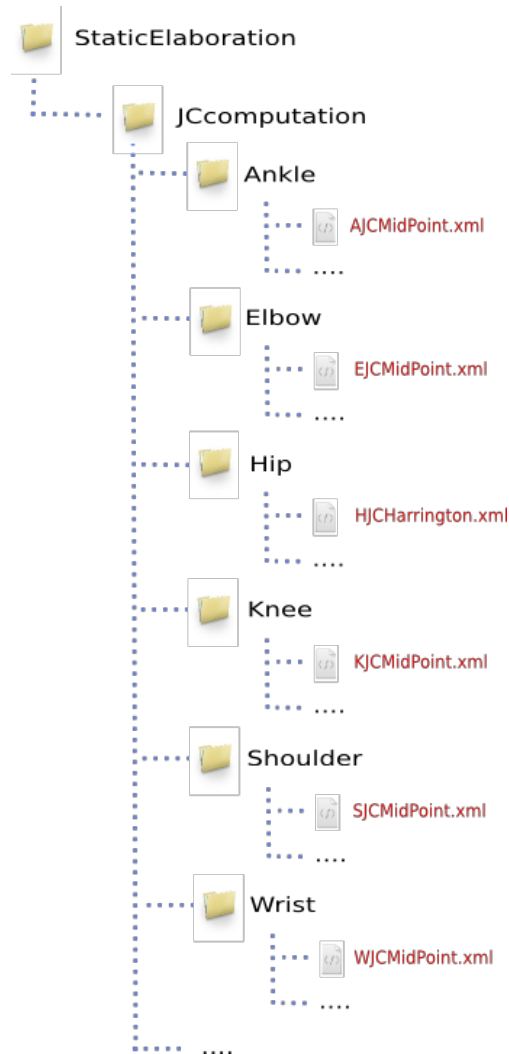 StaticElaboration
JCcomputation
Ankle
AJCMidPoint.xml
....
Elbow
EJCMidPoint.xml
....
Hip
HJCHarrington.xml
....
Knee
KJCMidPoint.xml
....
Shoulder
SJCMidPoint.xml
....
Wrist
WJCMidPoint.xml
....
....